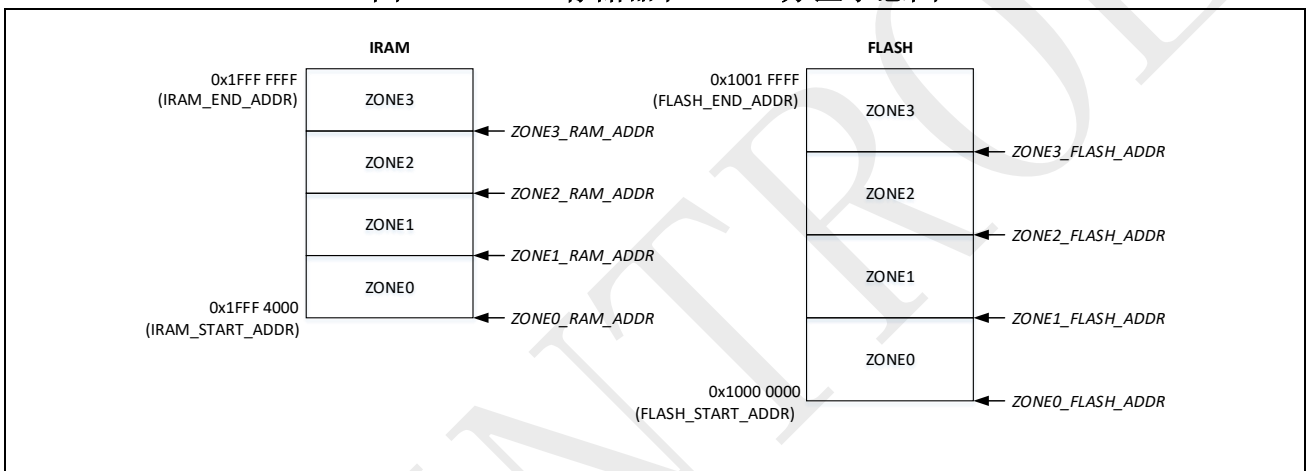 IRAM
0x1FFF FFFF
(IRAM_END_ADDR)
ZONE3
ZONE3_RAM_ADDR
ZONE2
ZONE2_RAM_ADDR
ZONE1
ZONE1_RAM_ADDR
ZONE0
0x1FFF 4000
(IRAM_START_ADDR)
ZONE0_RAM_ADDR
FLASH
0x1001 FFFF
(FLASH_END_ADDR)
ZONE3
ZONE3_FLASH_ADDR
ZONE2
ZONE2_FLASH_ADDR
ZONE1
ZONE1_FLASH_ADDR
ZONE0
0x1000 0000
(FLASH_START_ADDR)
ZONE0_FLASH_ADDR